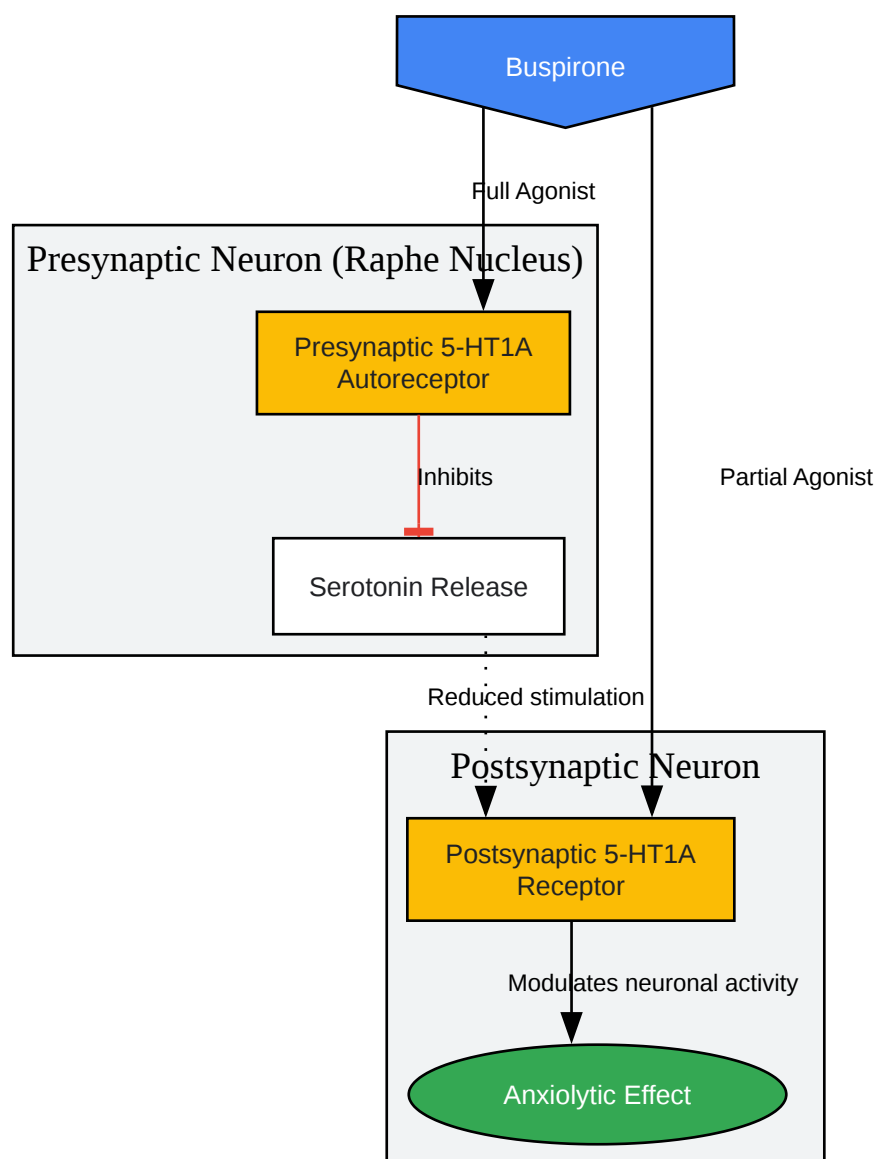 Buspirone
Full Agonist
Presynaptic Neuron (Raphe Nucleus)
Presynaptic 5-HT1A
Autoreceptor
Inhibits
Partial Agonist
Serotonin Release
Reduced stimulation
Postsynaptic Neuron
Postsynaptic 5-HT1A
Receptor
Modulates neuronal activity
Anxiolytic Effect